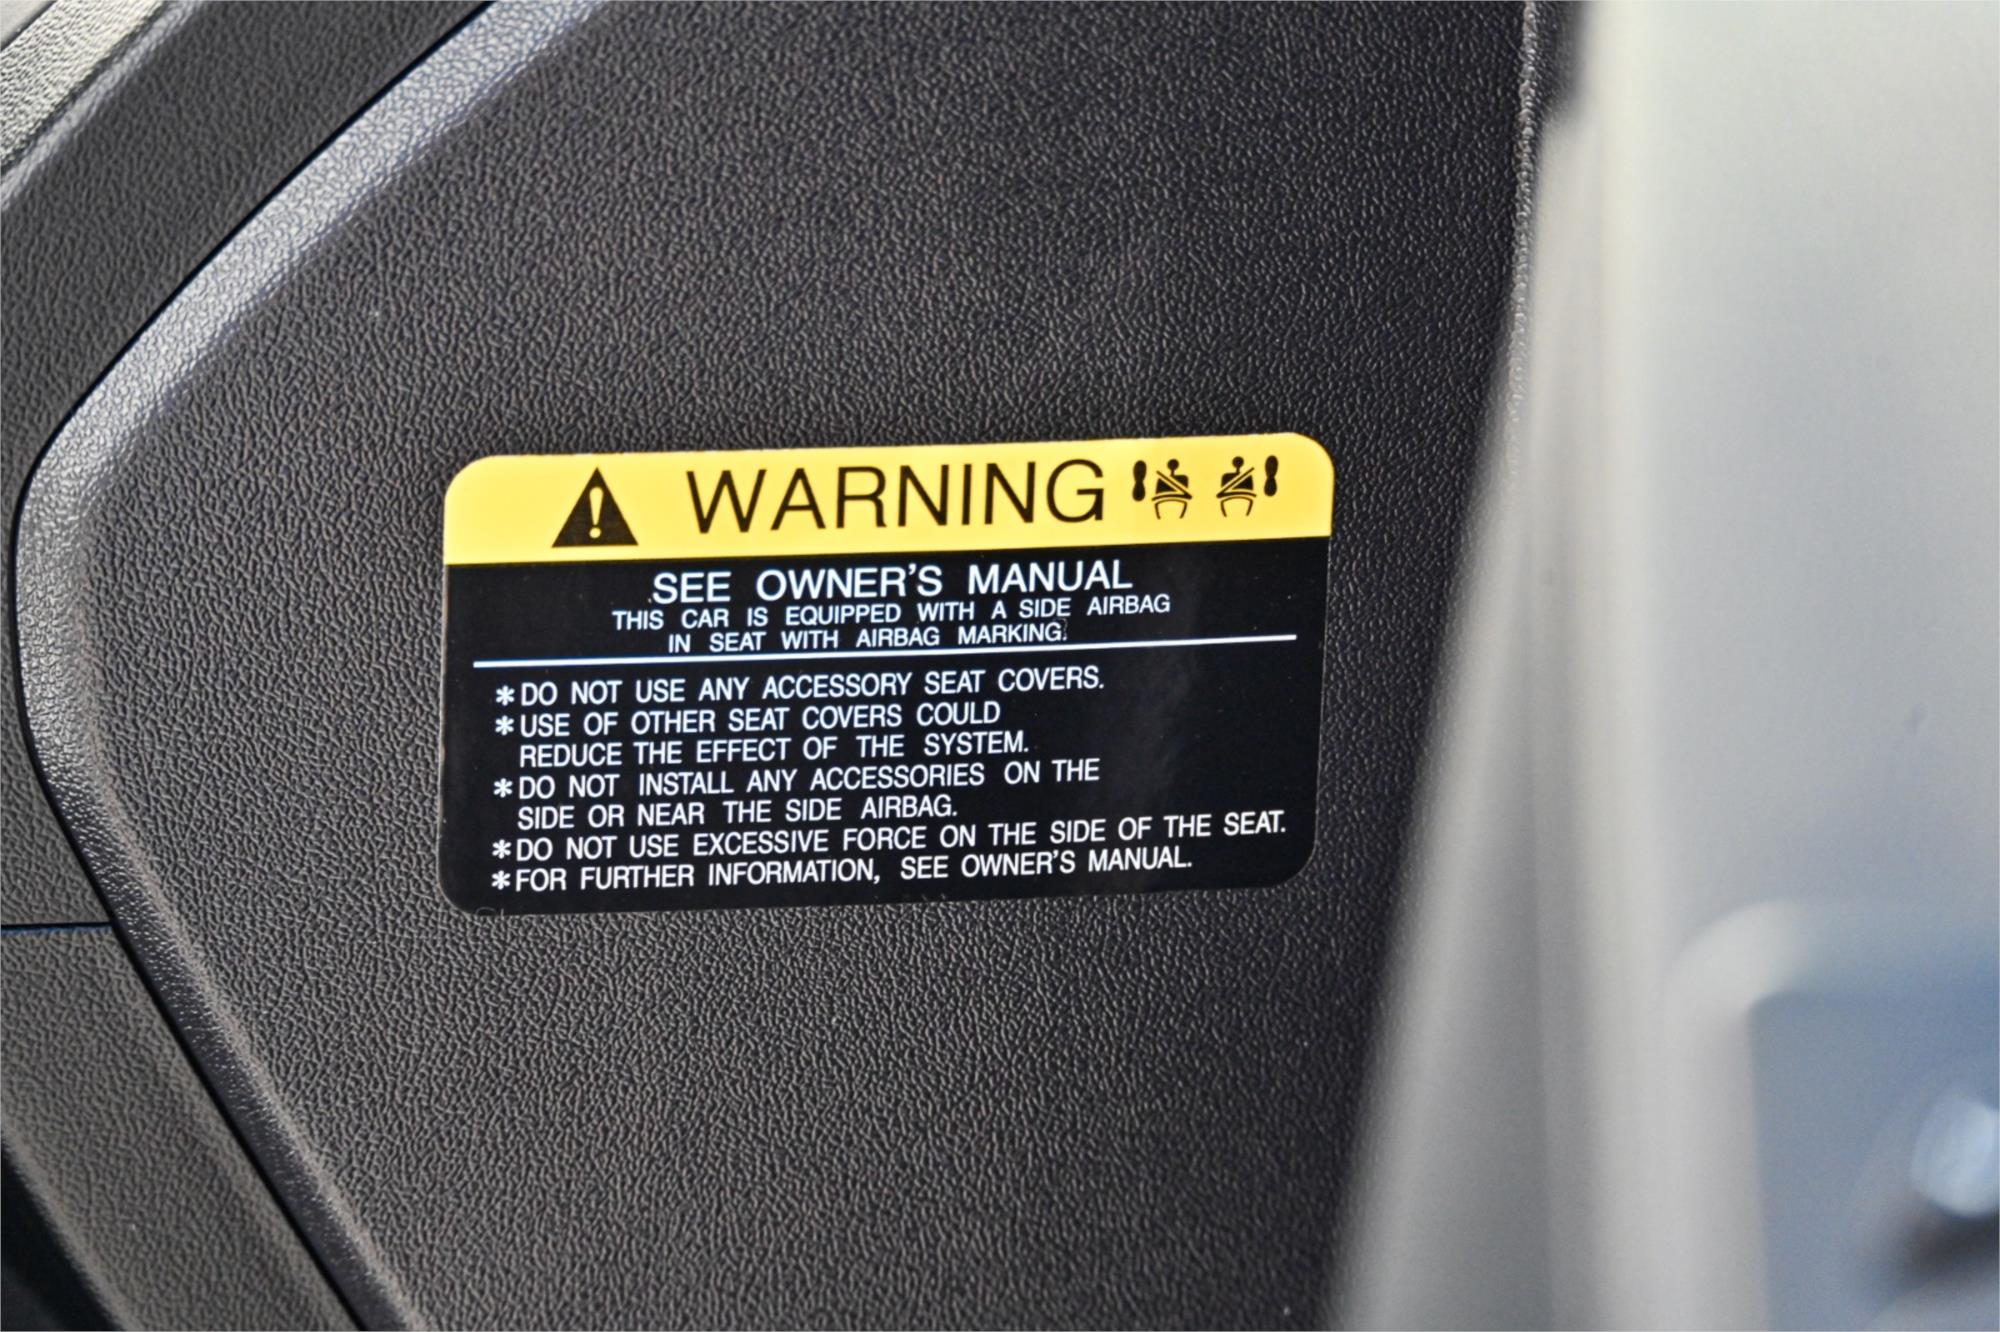 WARNING
SEE OWNER'S MANUAL
THIS CAR IS EQUIPPED WITH A SIDE AIRBAG
IN SEAT WITH AIRBAG MARKING.
*DO NOT USE ANY ACCESSORY SEAT COVERS.
*USE OF OTHER SEAT COVERS COULD
REDUCE THE EFFECT OF THE SYSTEM.
*DO NOT INSTALL ANY ACCESSORIES ON THE
SIDE OR NEAR THE SIDE AIRBAG.
*DO NOT USE EXCESSIVE FORCE ON THE SIDE OF THE SEAT.
*FOR FURTHER INFORMATION, SEE OWNER'S MANUAL.